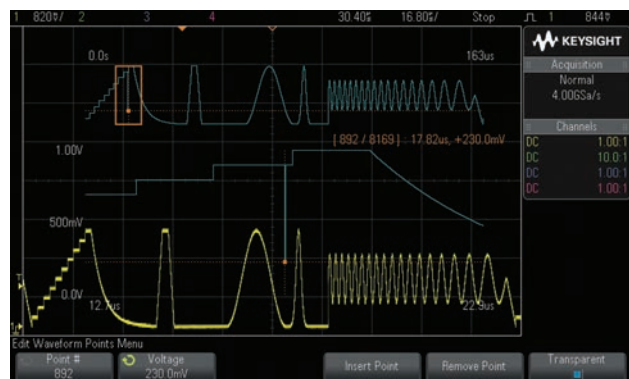 1 820▽/ 2 3 4 30.40s 16.80s/ Stop 1 844▽
0.0s 163us
[ 892 / 8169 ] : 17.82us, +230.0mV
1.00V
500mV
0.0V 12.7us 22.9us
KEYSIGHT
Acquisition
Normal
4.00GSa/s
Channels
DC 1.00:1
DC 10.0:1
DC 1.00:1
DC 1.00:1
Edit Waveform Points Menu
Point #
892
Voltage
230.0mV
Insert Point
Remove Point
Transparent